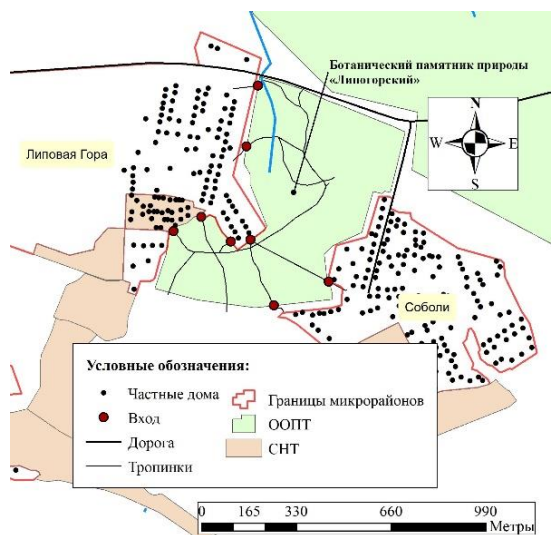 Ботанический памятник природы
«Липогорский»
N
W
E
S
Липовая Гора
Соболи
Условные обозначения:
Частные дома
Вход
Дорога
Тропинки
Границы микрорайонов
ООПТ
СНТ
0 165 330 660 990
Метры